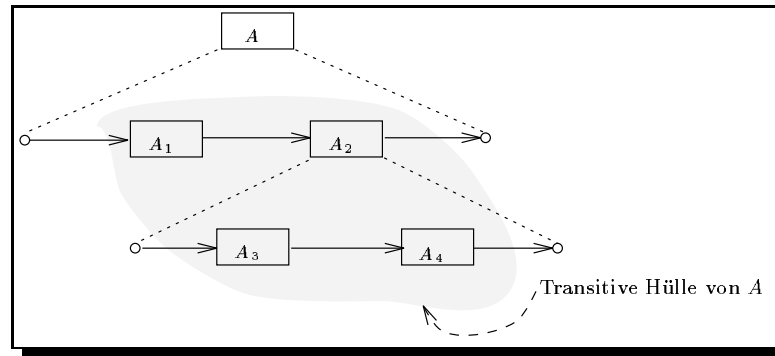 A
A₁
A₂
A₃
A₄
Transitive Hülle von A